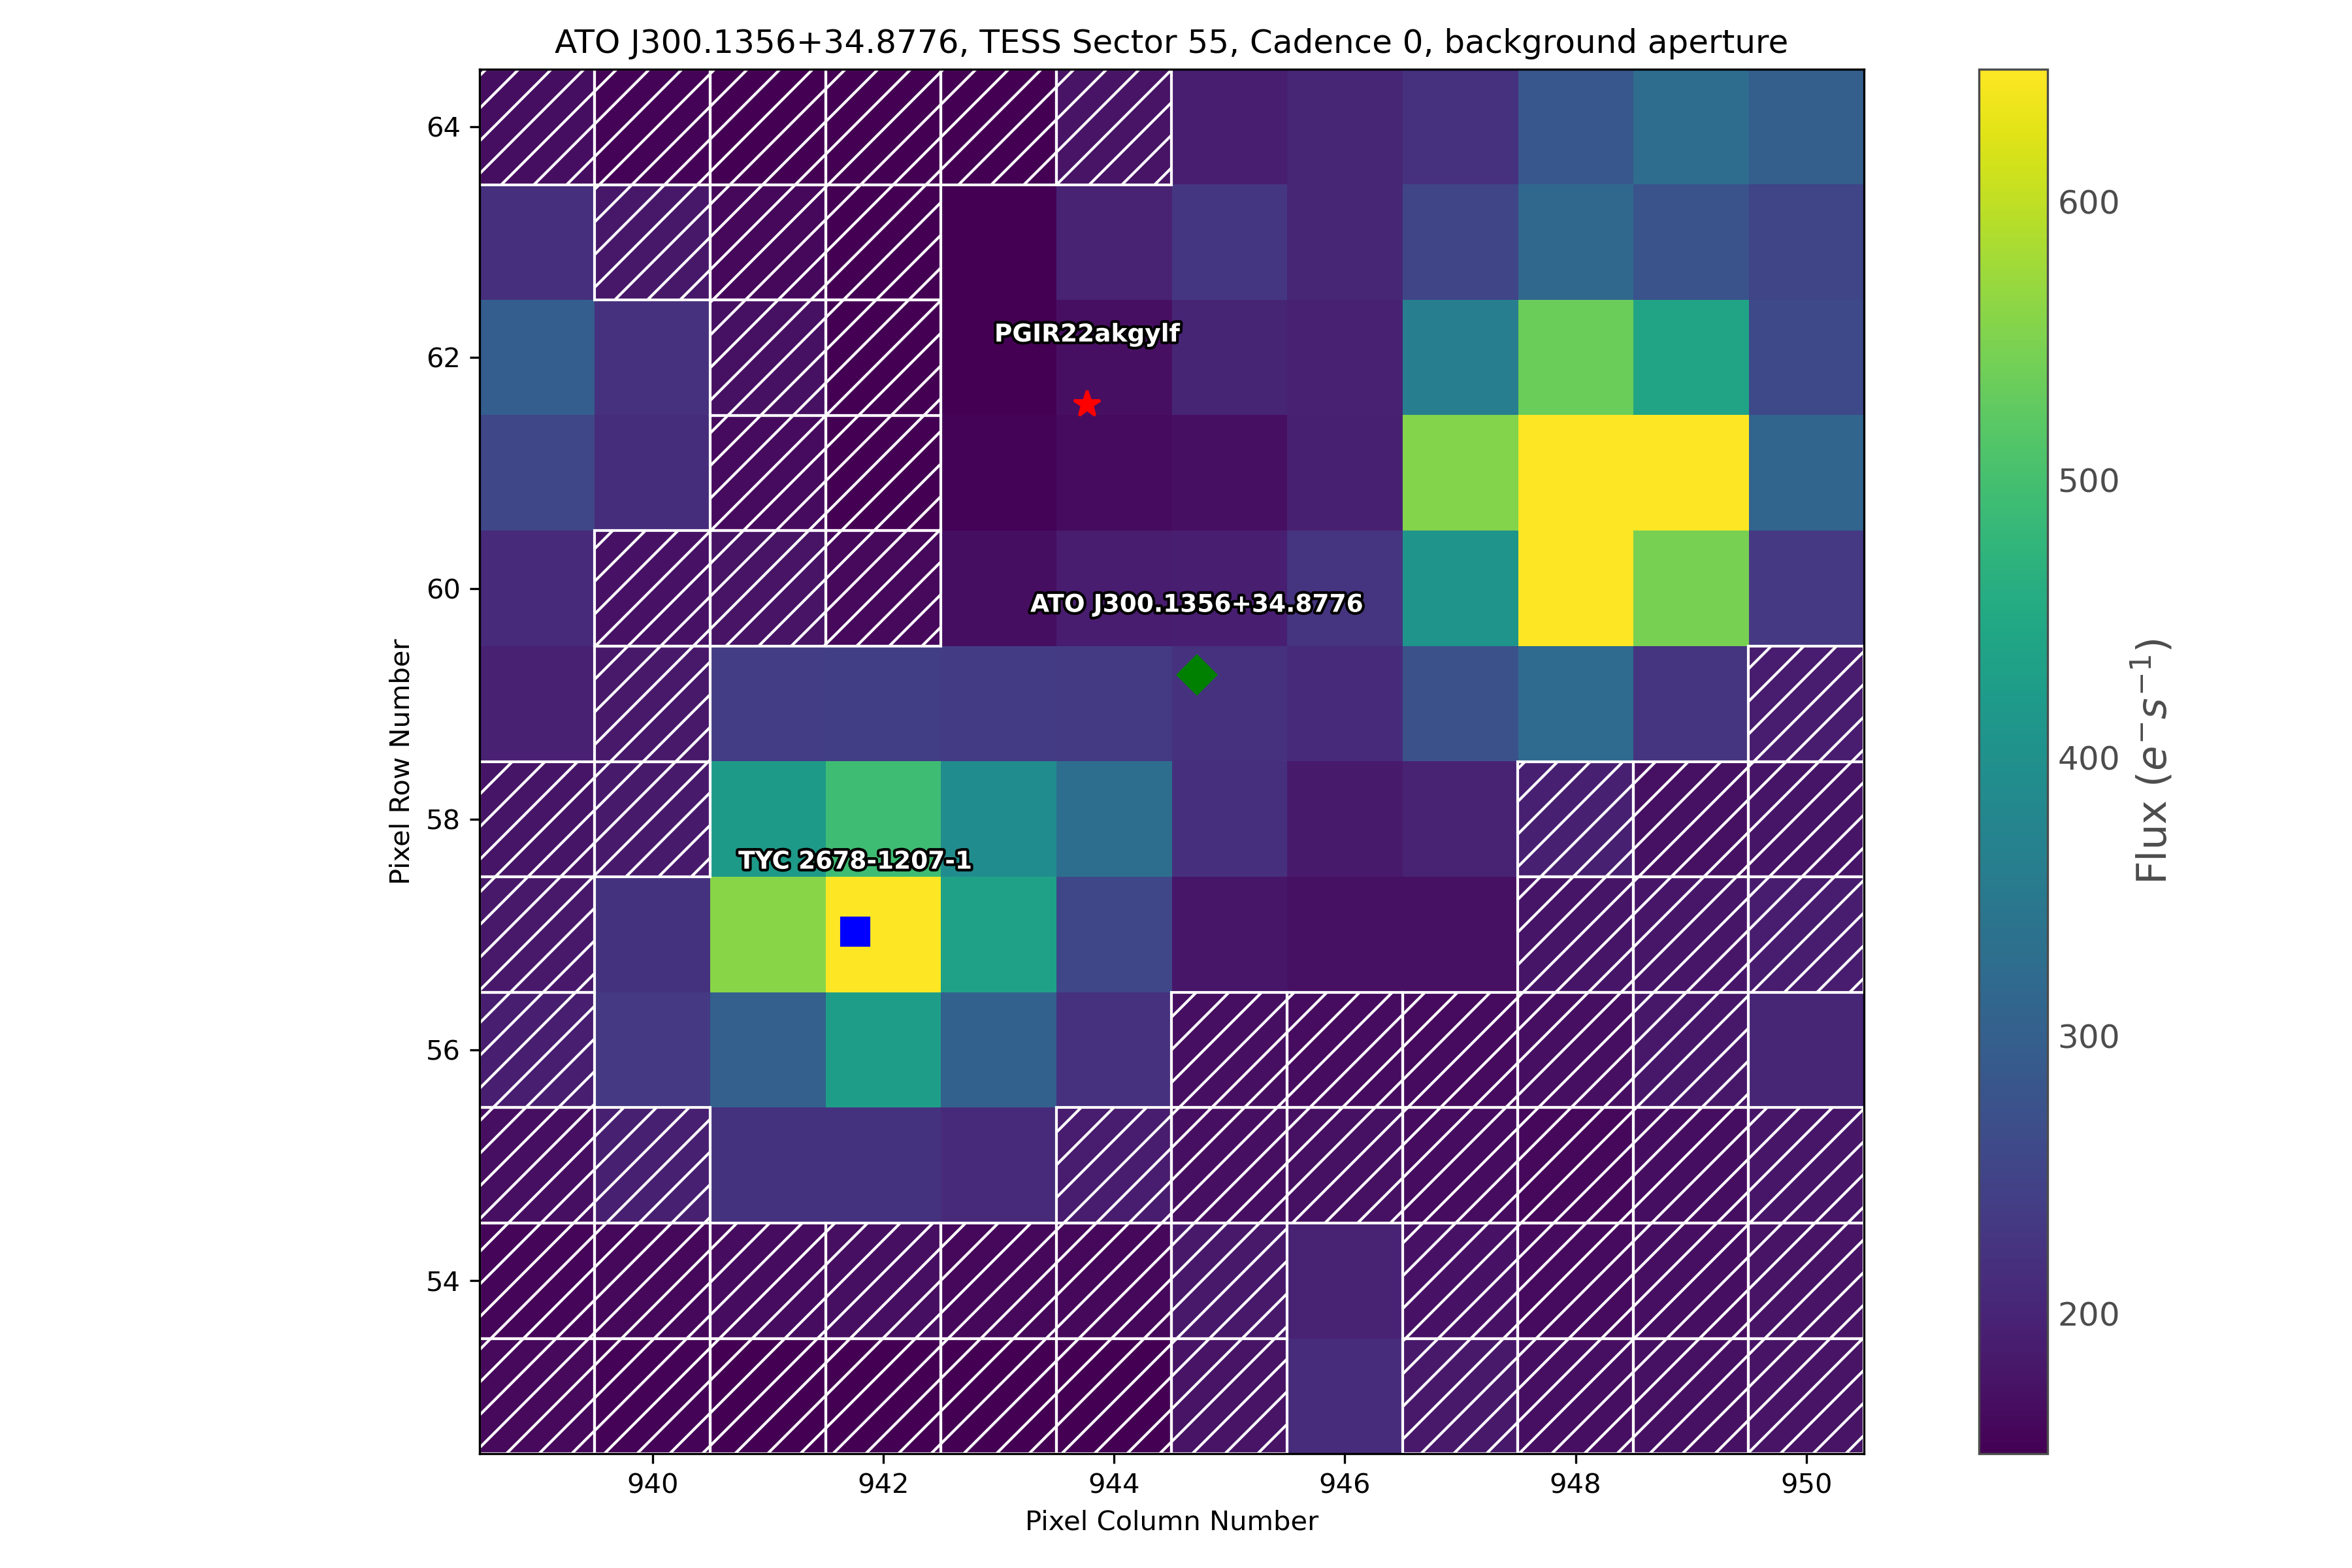 ATO J300.1356+34.8776, TESS Sector 55, Cadence 0, background aperture
64
62
60
58
56
54
Pixel Row Number
PGIR22akgylf
ATO J300.1356+34.8776
TYC 2678-1207-1
940 942 944 946 948 950
Pixel Column Number
600
500
400
300
200
Flux (e⁻s⁻¹)